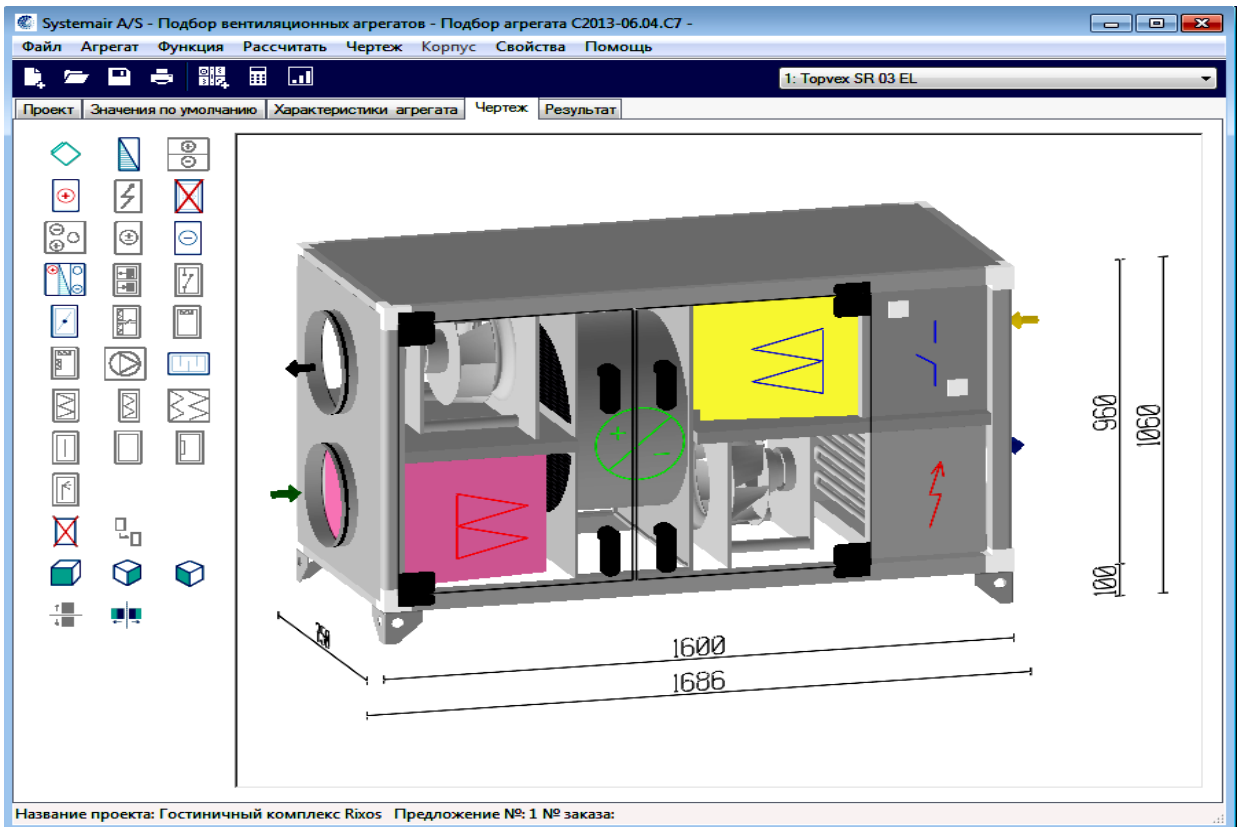 Systemair A/S - Подбор вентиляционных агрегатов - Подбор агрегата C2013-06.04.C7 -
Файл Агрегат Функция Рассчитать Чертеж Корпус Свойства Помощь
1: Topvex SR 03 EL
Проект Значения по умолчанию Характеристики агрегата Чертеж Результат
960
1060
100
1600
1686
Название проекта: Гостиничный комплекс Rixos Предложение №: 1 № заказа: